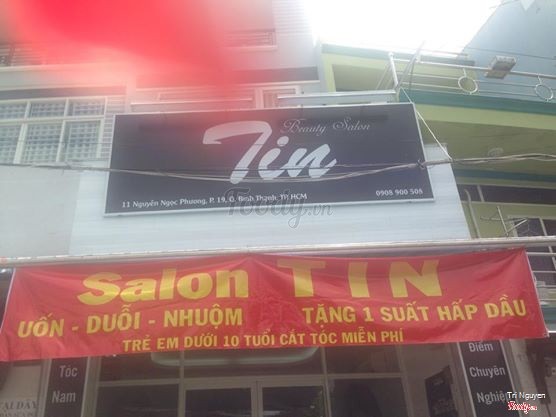 Beauty Salon
Tin
11 Nguyễn Ngọc Phương, P. 19, Q. Bình Thạnh, TP. HCM
0908 900 508
Foody.vn
Salon TIN
UỐN - DUỖI - NHUỘM TẶNG 1 SUẤT HẤP DẦU
TRẺ EM DƯỚI 10 TUỔI CẮT TÓC MIỄN PHÍ
Tóc
Nam
Điểm
Chuyên
Nghiệp
Tri Nguyen
Foody.vn